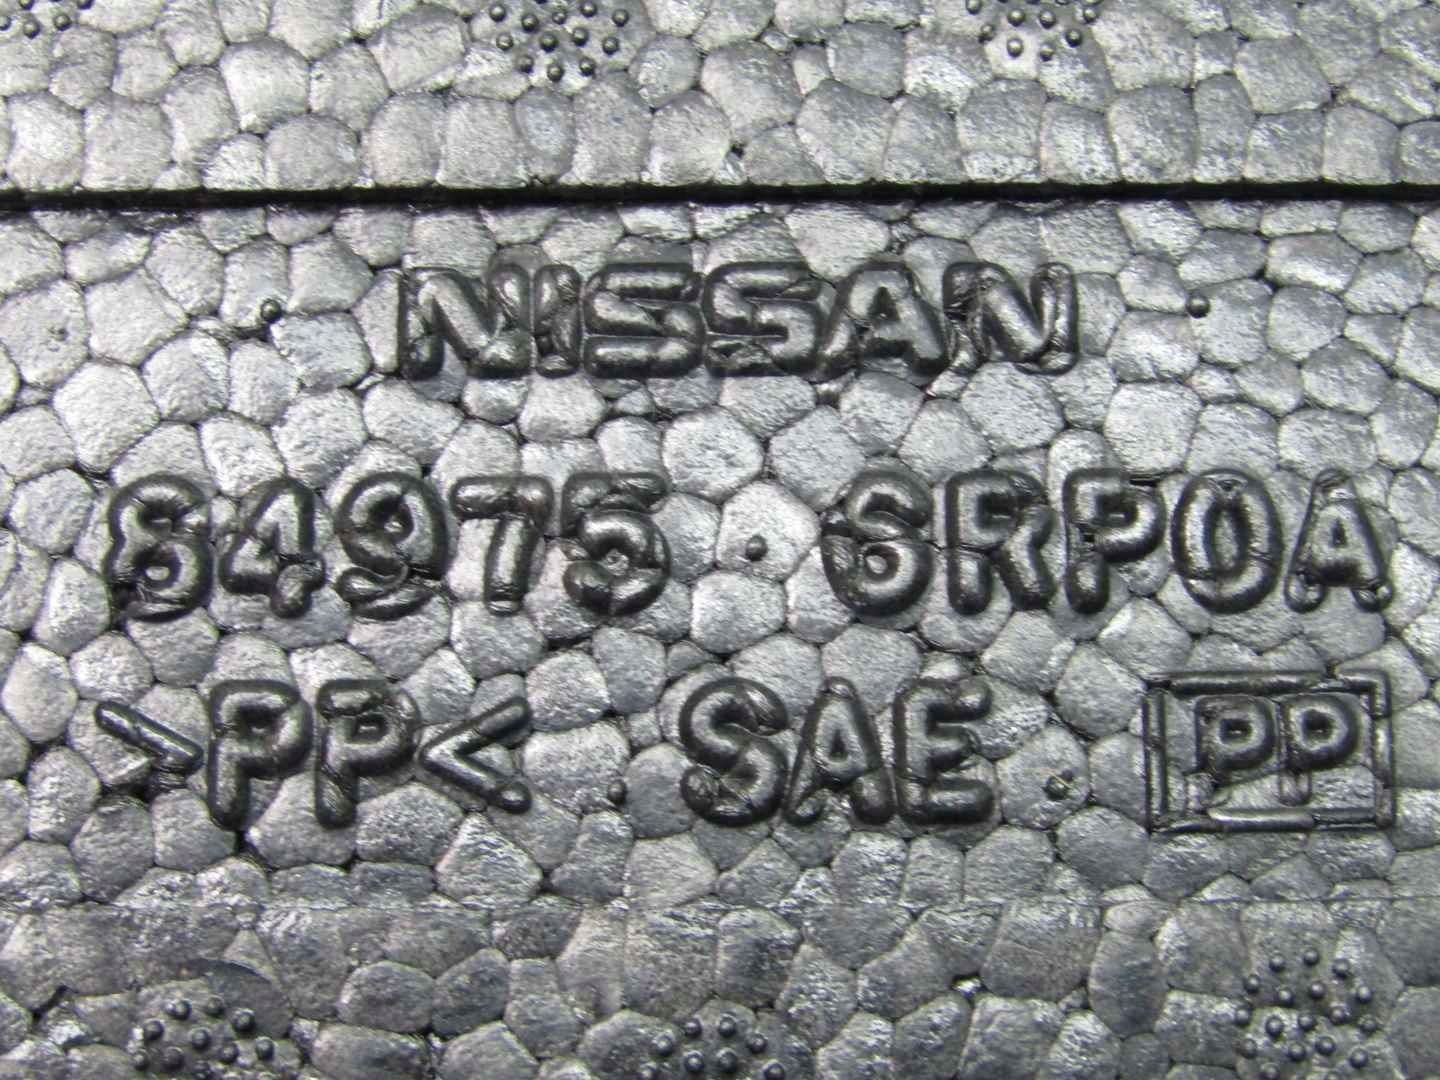 NISSAN
84975 6RP0A
>PP< SAE PP